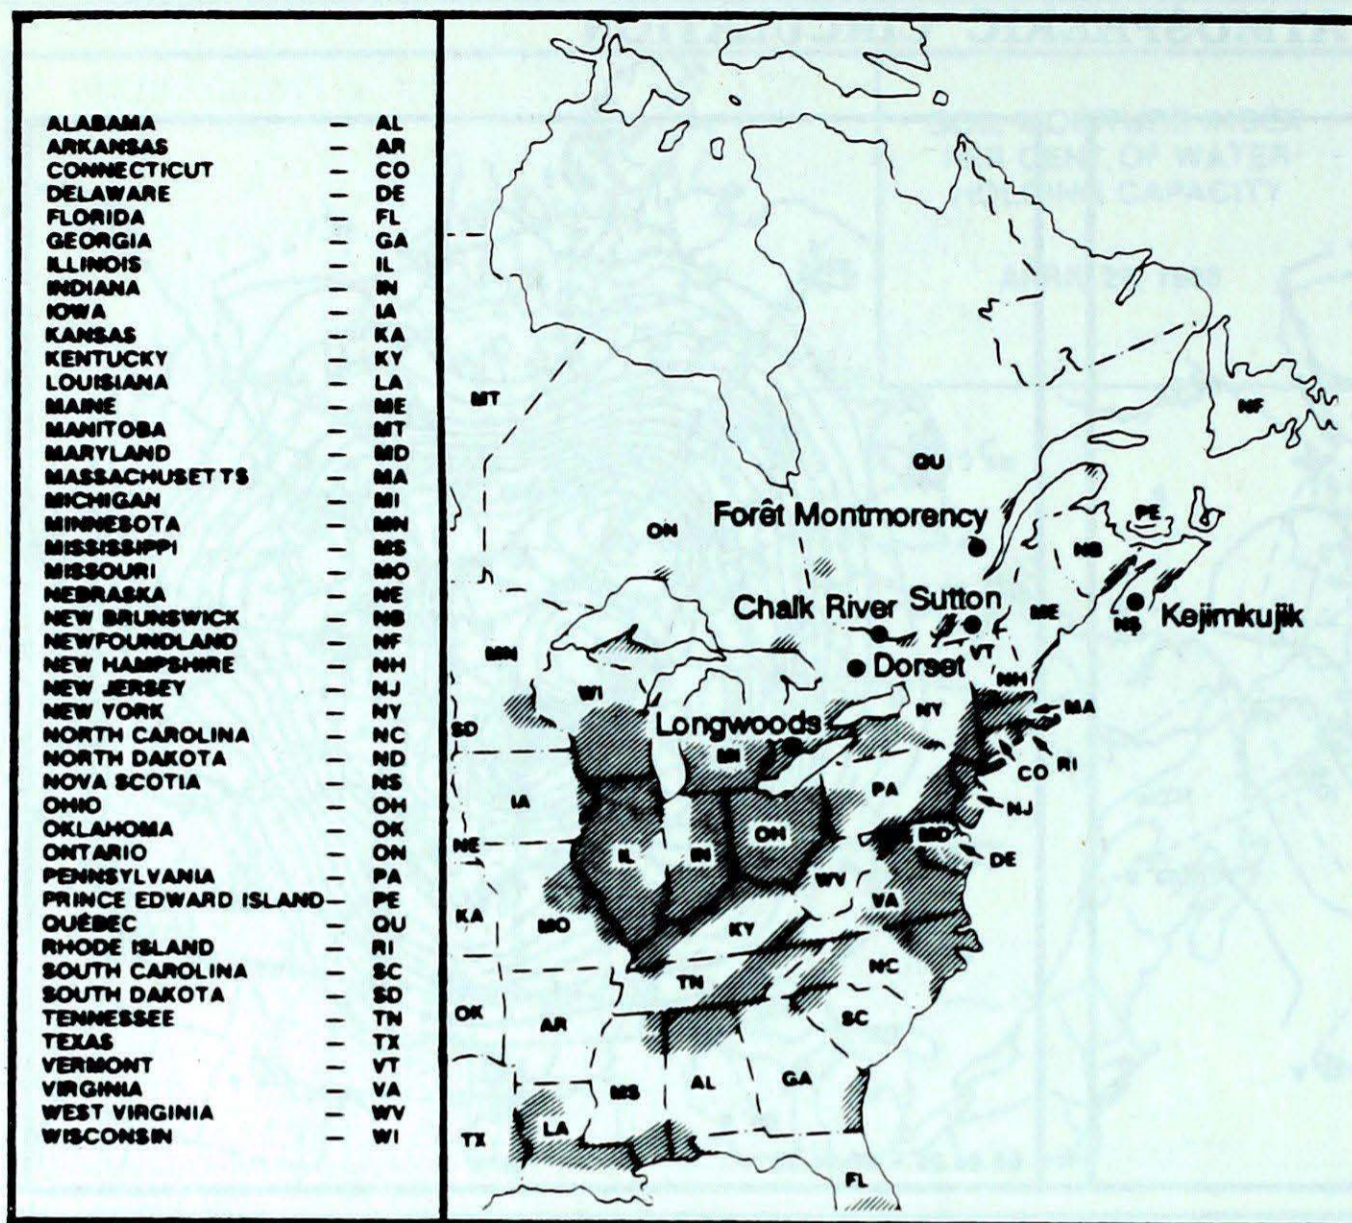 ALABAMA – AL
ARKANSAS – AR
CONNECTICUT – CO
DELAWARE – DE
FLORIDA – FL
GEORGIA – GA
ILLINOIS – IL
INDIANA – IN
IOWA – IA
KANSAS – KA
KENTUCKY – KY
LOUISIANA – LA
MAINE – ME
MANITOBA – MT
MARYLAND – MD
MASSACHUSETTS – MA
MICHIGAN – MI
MINNESOTA – MN
MISSISSIPPI – MS
MISSOURI – MO
NEBRASKA – NE
NEW BRUNSWICK – NB
NEWFOUNDLAND – NF
NEW HAMPSHIRE – NH
NEW JERSEY – NJ
NEW YORK – NY
NORTH CAROLINA – NC
NORTH DAKOTA – ND
NOVA SCOTIA – NS
OHIO – OH
OKLAHOMA – OK
ONTARIO – ON
PENNSYLVANIA – PA
PRINCE EDWARD ISLAND – PE
QUÉBEC – QU
RHODE ISLAND – RI
SOUTH CAROLINA – SC
SOUTH DAKOTA – SD
TENNESSEE – TN
TEXAS – TX
VERMONT – VT
VIRGINIA – VA
WEST VIRGINIA – WV
WISCONSIN – WI
MT
NF
QU
Forêt Montmorency
PE
ON
NB
Chalk River
Sutton
ME
NS
Kejimkujik
MN
VT
Dorset
NH
WI
NY
MA
SD
Longwoods
MI
RI
CO
IA
PA
NJ
OH
MD
NE
IL
IN
DE
WV
VA
KA
MO
KY
NC
TN
OK
AR
SC
AL
GA
MS
LA
TX
FL